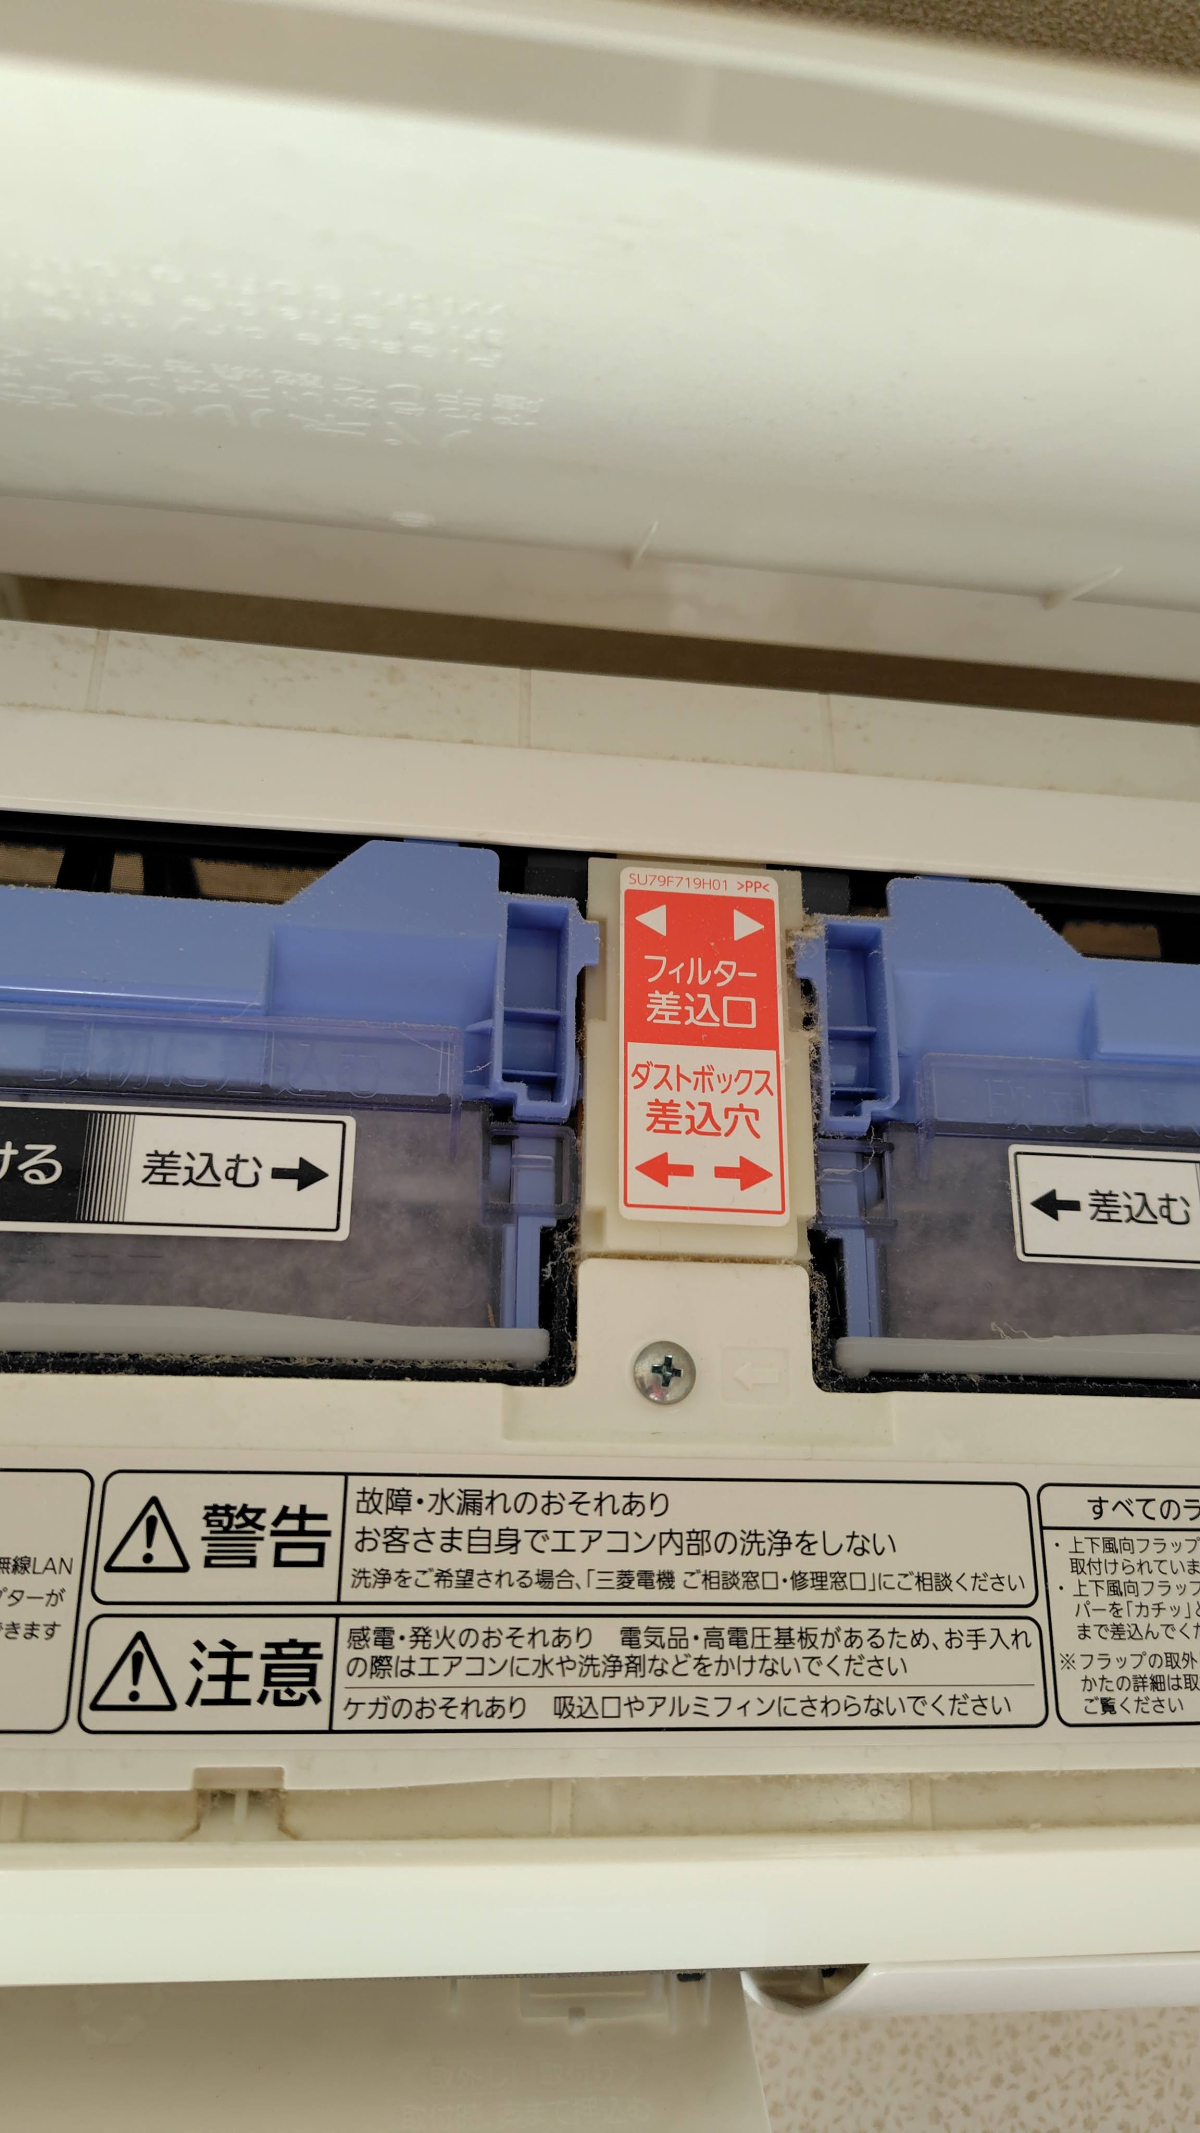 SU79F719H01 >PP<
フィルター
差込口
ダストボックス
差込穴
ける
差込む→
←差込む
無線LAN
プターが
できます
警告
故障・水漏れのおそれあり
お客さま自身でエアコン内部の洗浄をしない
洗浄をご希望される場合、「三菱電機 ご相談窓口・修理窓口」にご相談ください
注意
感電・発火のおそれあり 電気品・高電圧基板があるため、お手入れ
の際はエアコンに水や洗浄剤などをかけないでください
ケガのおそれあり 吸込口やアルミフィンにさわらないでください
すべてのラ
・上下風向フラップ
取付けられていま
・上下風向フラップ
パーを「カチッ」と
まで差込んでくだ
※フラップの取外
かたの詳細は取
ご覧ください